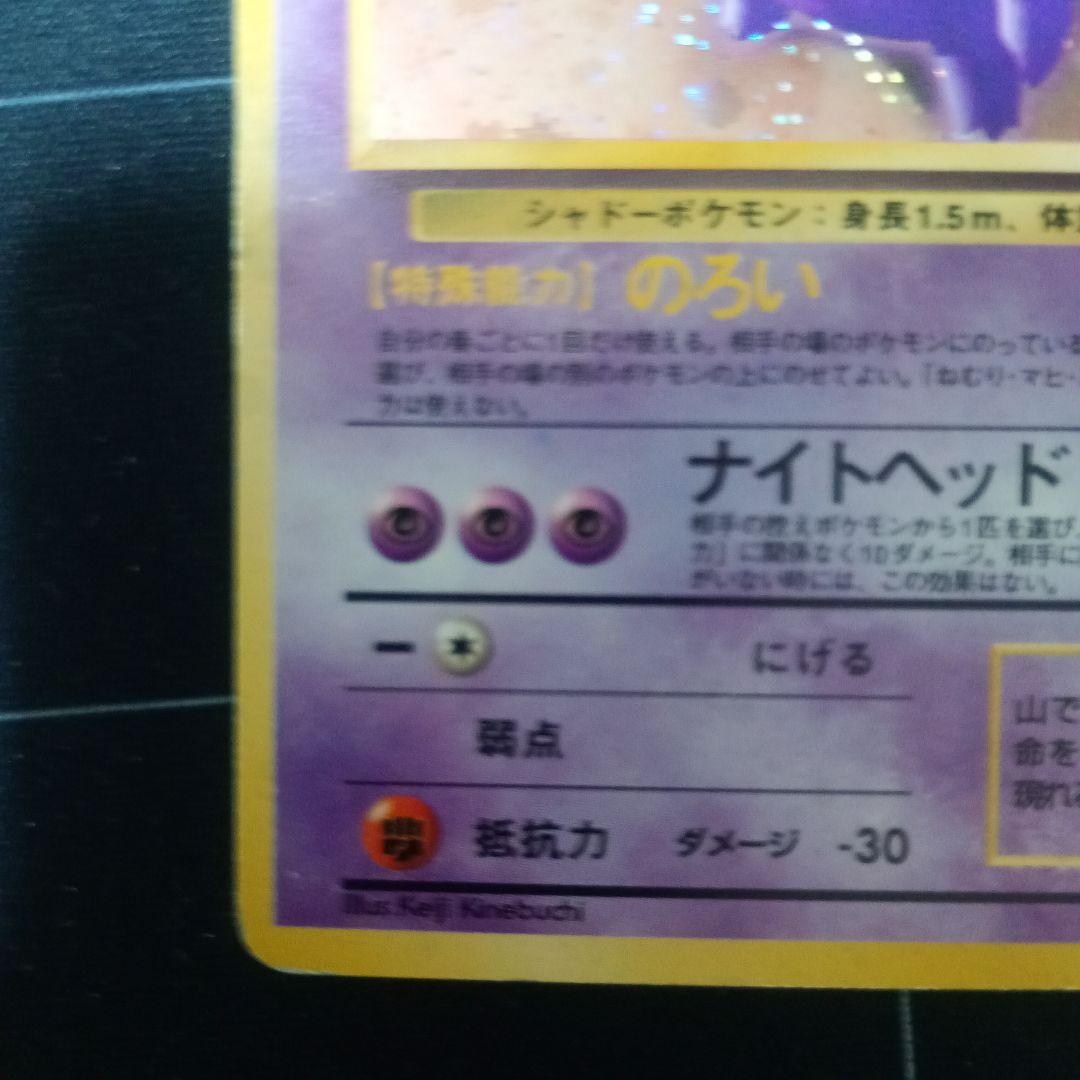 シャドーポケモン：身長1.5m、体
［特殊能力］ のろい
自分の番ごとに1回だけ使える。相手の場のポケモンにのっている
選び、相手の場の別のポケモンの上にのせてよい。「ねむり・マヒ・
力は使えない。
ナイトヘッド
相手の控えポケモンから1匹を選び、
力」に関係なく10ダメージ。相手に
がいない時には、この効果はない。
ー にげる
弱点
抵抗力 ダメージ -30
Illus.Keiji Kinebuchi
山で
命を
現れ